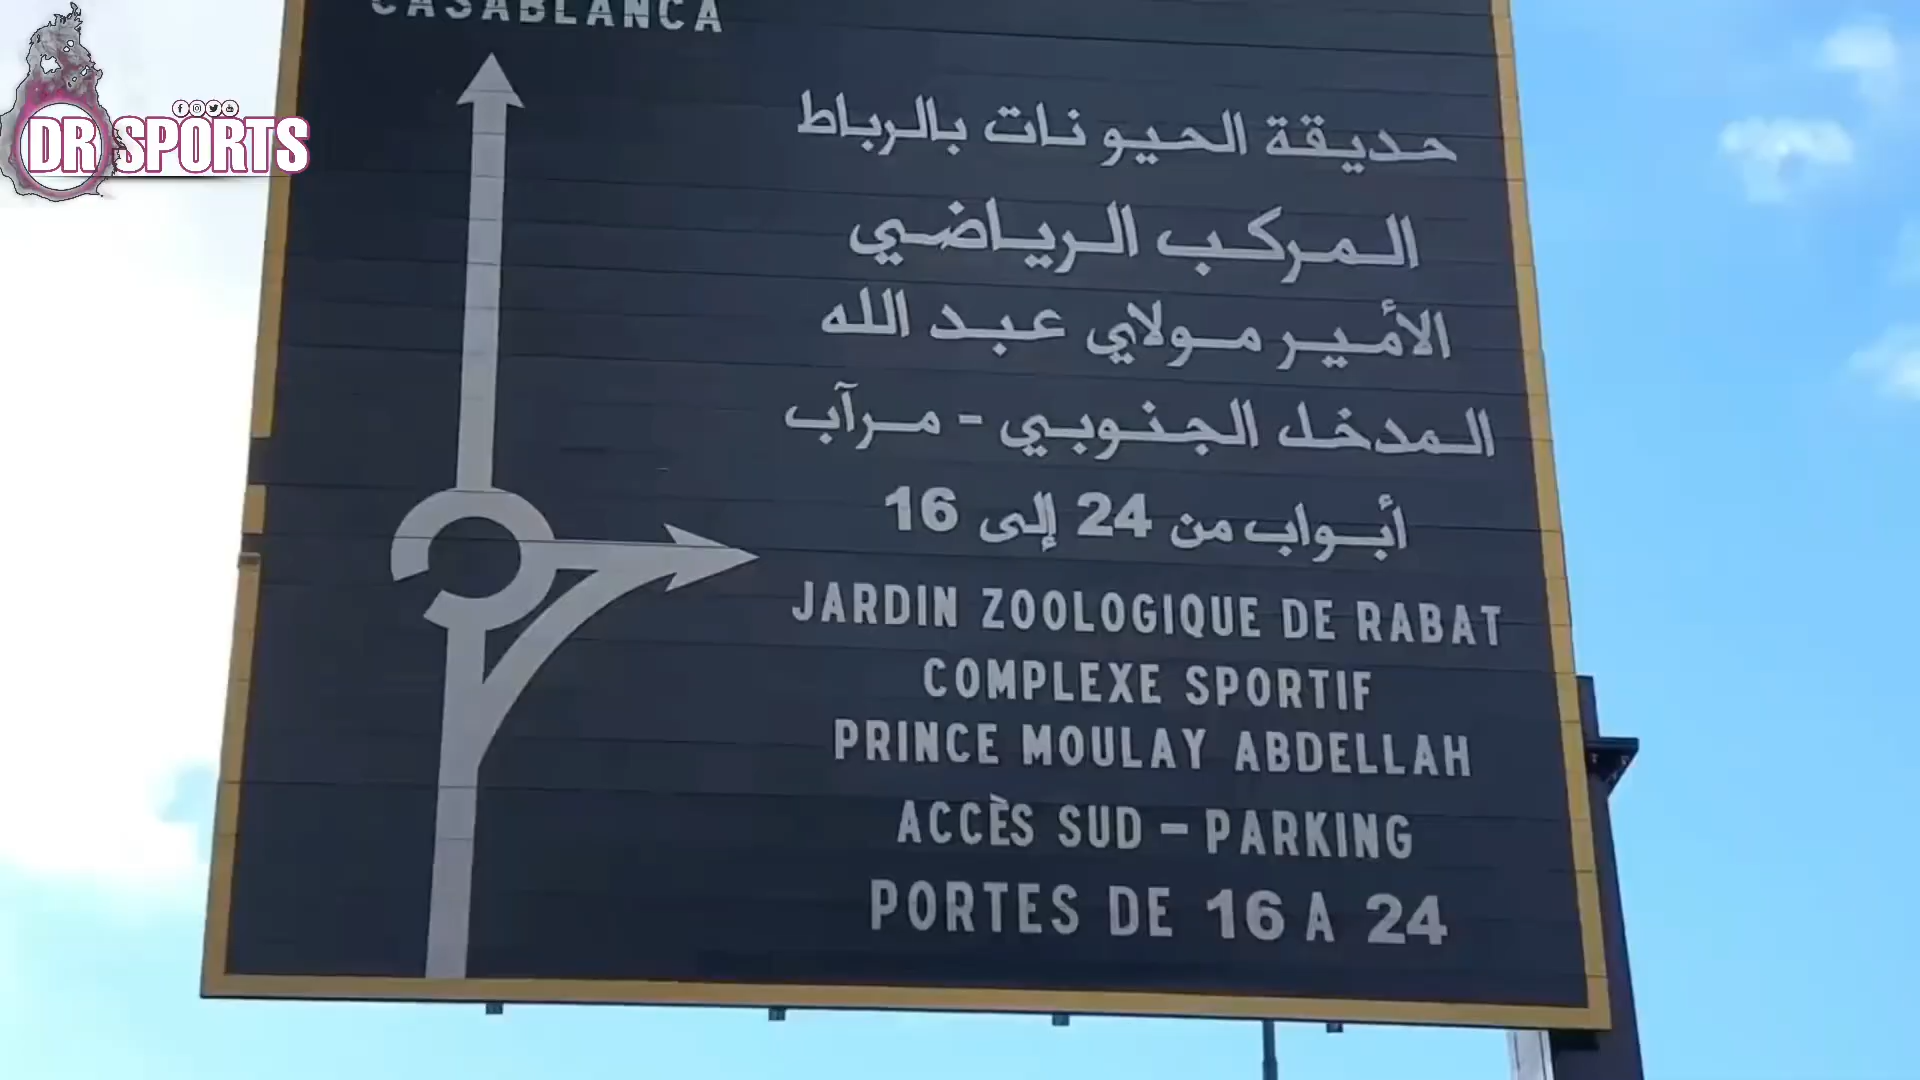 DR SPORTS
CASABLANCA
حديقة الحيونات بالرباط
المركب الرياضي
الأمير مولاي عبد الله
المدخل الجنوبي - مرآب
أبواب من 24 إلى 16
JARDIN ZOOLOGIQUE DE RABAT
COMPLEXE SPORTIF
PRINCE MOULAY ABDELLAH
ACCÈS SUD - PARKING
PORTES DE 16 A 24